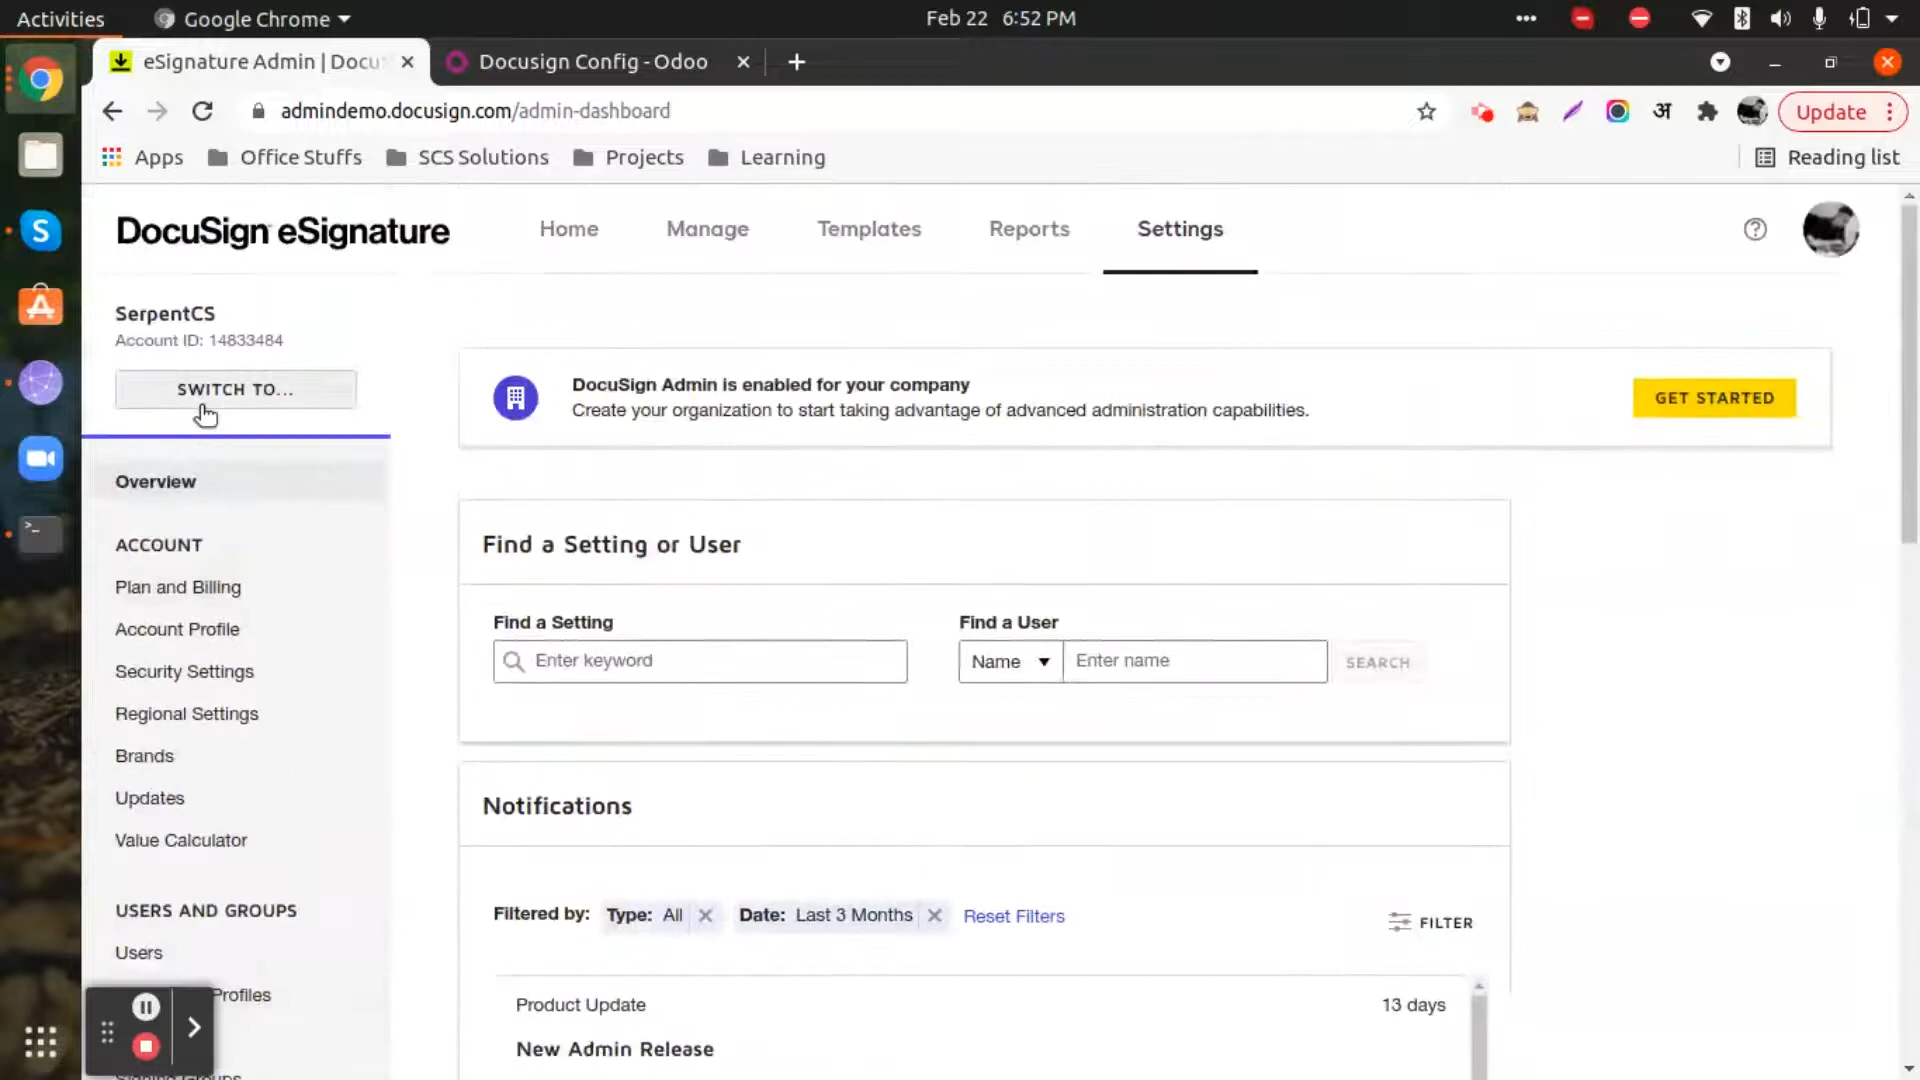 Activities
Google Chrome
Feb 22 6:52 PM
eSignature Admin | Docu
Docusign Config - Odoo
admindemo.docusign.com/admin-dashboard
अ
Update
Apps
Office Stuffs
SCS Solutions
Projects
Learning
Reading list
DocuSign eSignature
Home
Manage
Templates
Reports
Settings
SerpentCS
Account ID: 14833484
SWITCH TO...
DocuSign Admin is enabled for your company
Create your organization to start taking advantage of advanced administration capabilities.
GET STARTED
Overview
ACCOUNT
Plan and Billing
Account Profile
Security Settings
Regional Settings
Brands
Updates
Value Calculator
USERS AND GROUPS
Users
Profiles
Find a Setting or User
Find a Setting
Enter keyword
Find a User
Name
Enter name
SEARCH
Notifications
Filtered by:
Type: All
Date: Last 3 Months
Reset Filters
FILTER
Product Update
13 days
New Admin Release